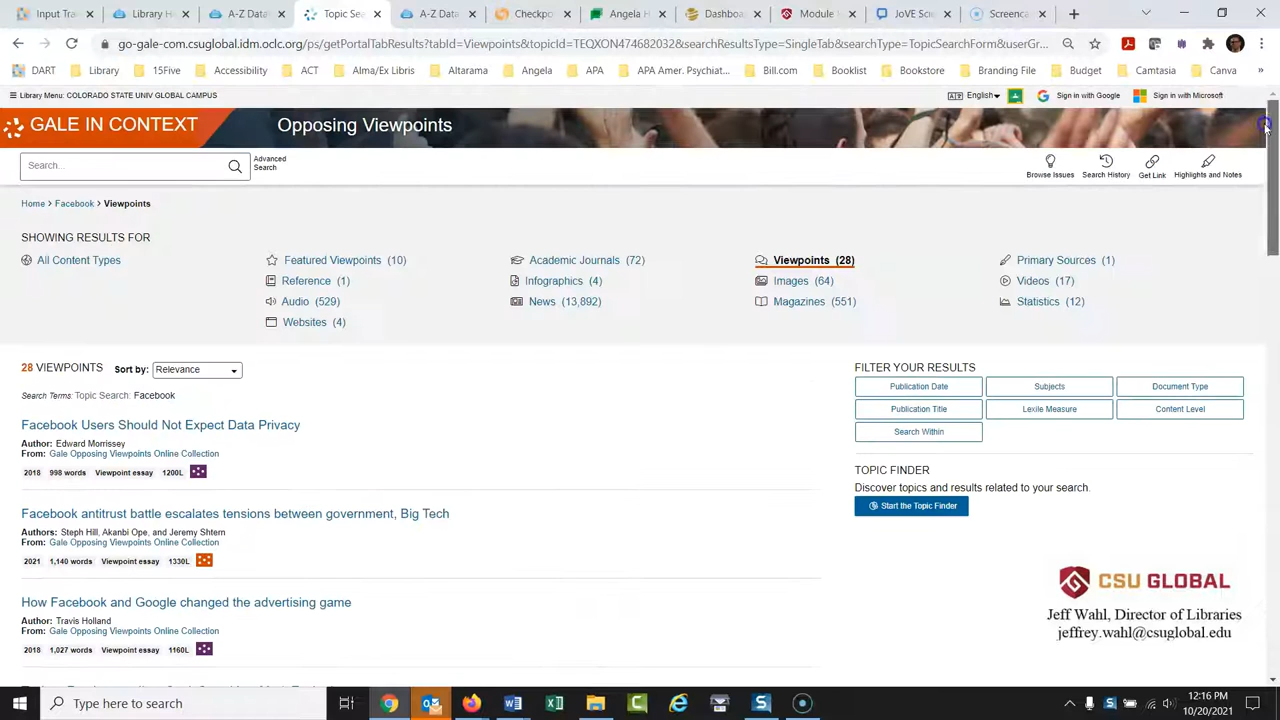 Input Trans
Library Ho
A-Z Datab
Topic Sea
A-Z Datab
Checkpo
Angela H
Dashboa
Module
JoVE Sci
Screenca
go-gale-com.csuglobal.idm.oclc.org/ps/getPortalTabResults?tabId=Viewpoints&topicId=TEQXON474682032&searchResultsType=SingleTab&searchType=TopicSearchForm&userGr...
DART Library 15Five Accessibility ACT Alma/Ex Libris Altarama Angela APA APA Amer. Psychiat... Bill.com Booklist Bookstore Branding File Budget Camtasia Canva »
Library Menu: COLORADO STATE UNIV GLOBAL CAMPUS
English Sign in with Google Sign in with Microsoft
GALE IN CONTEXT Opposing Viewpoints
Search... Advanced
Search
Browse Issues Search History Get Link Highlights and Notes
Home > Facebook > Viewpoints
SHOWING RESULTS FOR
All Content Types Featured Viewpoints (10) Academic Journals (72) Viewpoints (28) Primary Sources (1)
Reference (1) Infographics (4) Images (64) Videos (17)
Audio (529) News (13,892) Magazines (551) Statistics (12)
Websites (4)
28 VIEWPOINTS Sort by: Relevance
Search Terms: Topic Search: Facebook
Facebook Users Should Not Expect Data Privacy
Author: Edward Morrissey
From: Gale Opposing Viewpoints Online Collection
2018 998 words Viewpoint essay 1200L
Facebook antitrust battle escalates tensions between government, Big Tech
Authors: Steph Hill, Akanbi Ope, and Jeremy Shtern
From: Gale Opposing Viewpoints Online Collection
2021 1,140 words Viewpoint essay 1330L
How Facebook and Google changed the advertising game
Author: Travis Holland
From: Gale Opposing Viewpoints Online Collection
2018 1,027 words Viewpoint essay 1160L
FILTER YOUR RESULTS
Publication Date Subjects Document Type
Publication Title Lexile Measure Content Level
Search Within
TOPIC FINDER
Discover topics and results related to your search.
Start the Topic Finder
CSU GLOBAL
Jeff Wahl, Director of Libraries
jeffrey.wahl@csuglobal.edu
Type here to search
12:16 PM
10/20/2021